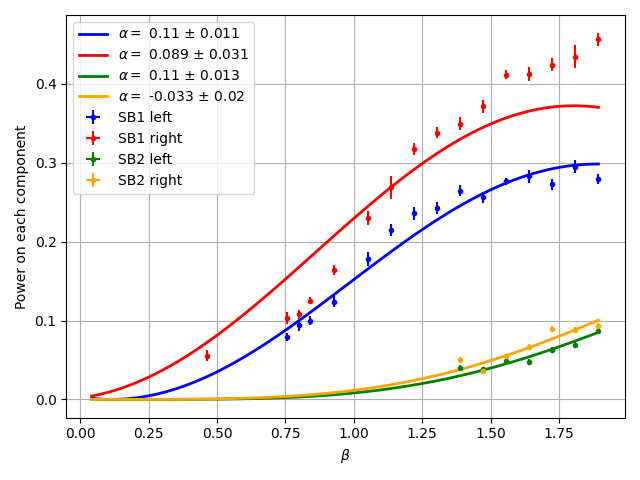 α = 0.11 ± 0.011
α = 0.089 ± 0.031
α = 0.11 ± 0.013
α = -0.033 ± 0.02
SB1 left
SB1 right
SB2 left
SB2 right
Power on each component
0.4
0.3
0.2
0.1
0.0
0.00 0.25 0.50 0.75 1.00 1.25 1.50 1.75
β